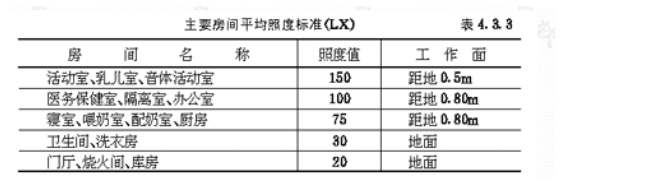 主要房间平均照度标准(LX) 表 4.3.3
房间名称 照度值 工作面
活动室、乳儿室、音体活动室 150 距地 0.5m
医务保健室、隔离室、办公室 100 距地 0.80m
寝室、喂奶室、配奶室、厨房 75 距地 0.80m
卫生间、洗衣房 30 地面
门厅、烧火间、库房 20 地面